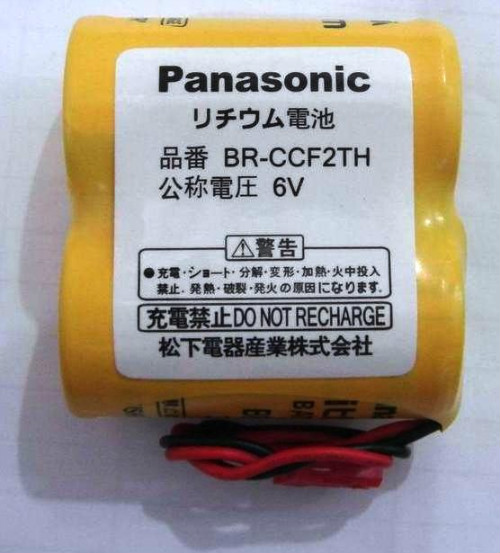 Panasonic
リチウム電池
品番 BR-CCF2TH
公称電圧 6V
⚠警告
●充電・ショート・分解・変形・加熱・火中投入
禁止．発熱・破裂・発火の原因になります.
充電禁止DO NOT RECHARGE
松下電器産業株式会社